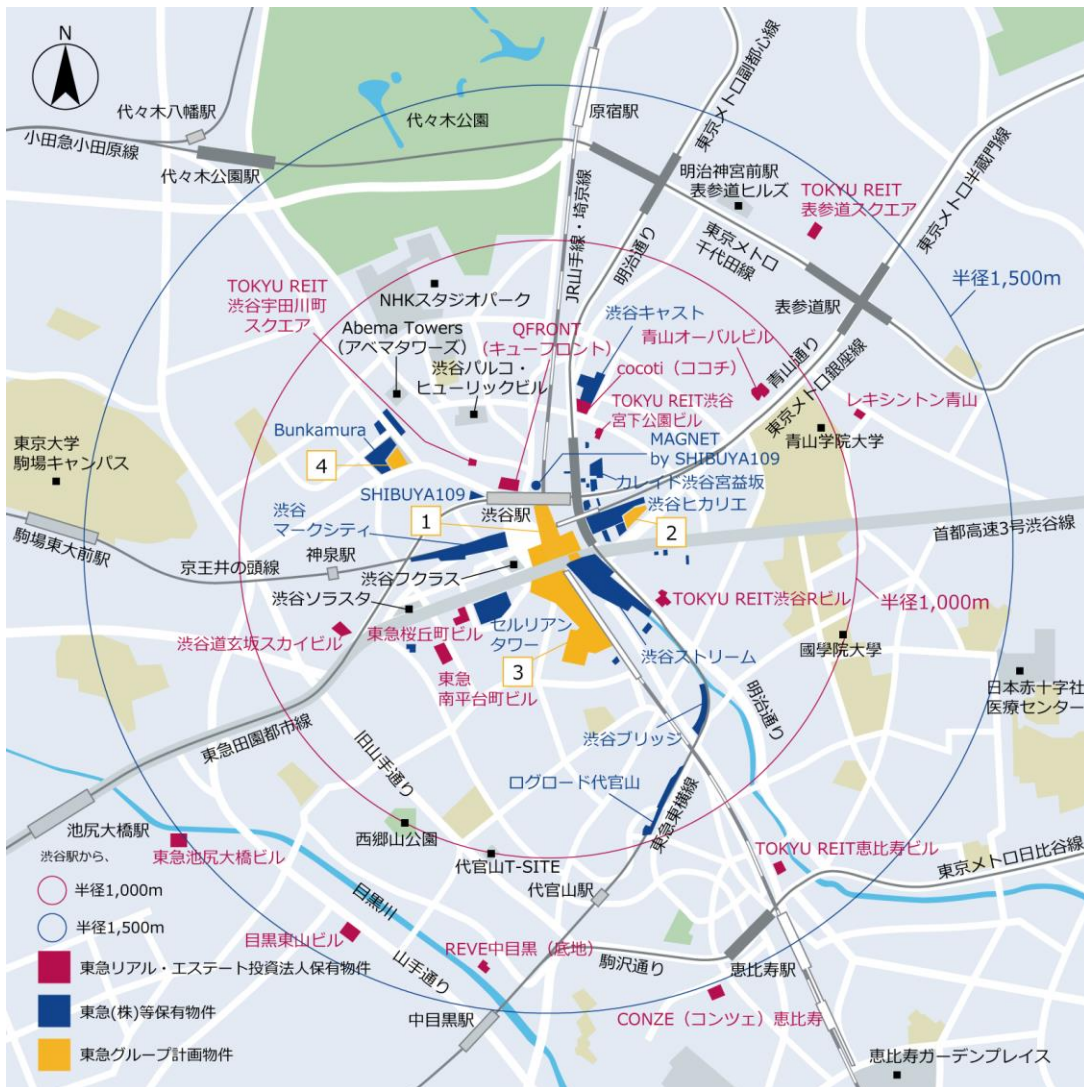 N
代々木八幡駅
小田急小田原線
代々木公園駅
代々木公園
原宿駅
東京メトロ副都心線
東京メトロ半蔵門線
明治神宮前駅
表参道ヒルズ
TOKYU REIT
表参道スクエア
JR山手線・埼京線
明治通り
東京メトロ
千代田線
半径1,500m
表参道駅
NHKスタジオパーク
TOKYU REIT
渋谷宇田川町
スクエア
Abema Towers
（アベマタワーズ）
渋谷パルコ・
ヒューリックビル
QFRONT
（キューフロント）
渋谷キャスト
青山オーバルビル
cocoti（ココチ）
TOKYU REIT渋谷
宮下公園ビル
青山通り
東京メトロ銀座線
レキシントン青山
青山学院大学
東京大学
駒場キャンパス
Bunkamura
4
MAGNET
by SHIBUYA109
カレイド渋谷宮益坂
SHIBUYA109
渋谷駅
渋谷ヒカリエ
渋谷
マークシティ
1
2
首都高速3号渋谷線
駒場東大前駅
京王井の頭線
神泉駅
渋谷フクラス
渋谷ソラスタ
渋谷道玄坂スカイビル
東急桜丘町ビル
セルリアン
タワー
TOKYU REIT渋谷Rビル
半径1,000m
渋谷ストリーム
國學院大學
3
東急
南平台町ビル
日本赤十字社
医療センター
東急田園都市線
旧山手通り
明治通り
渋谷ブリッジ
ログロード代官山
東急東横線
池尻大橋駅
西郷山公園
東急池尻大橋ビル
代官山T-SITE
TOKYU REIT恵比寿ビル
東京メトロ日比谷線
代官山駅
渋谷駅から、
半径1,000m
半径1,500m
目黒川
目黒東山ビル
山手通り
REVE中目黒（底地）
駒沢通り
恵比寿駅
東急リアル・エステート投資法人保有物件
東急(株)等保有物件
東急グループ計画物件
中目黒駅
CONZE（コンツェ）恵比寿
恵比寿ガーデンプレイス